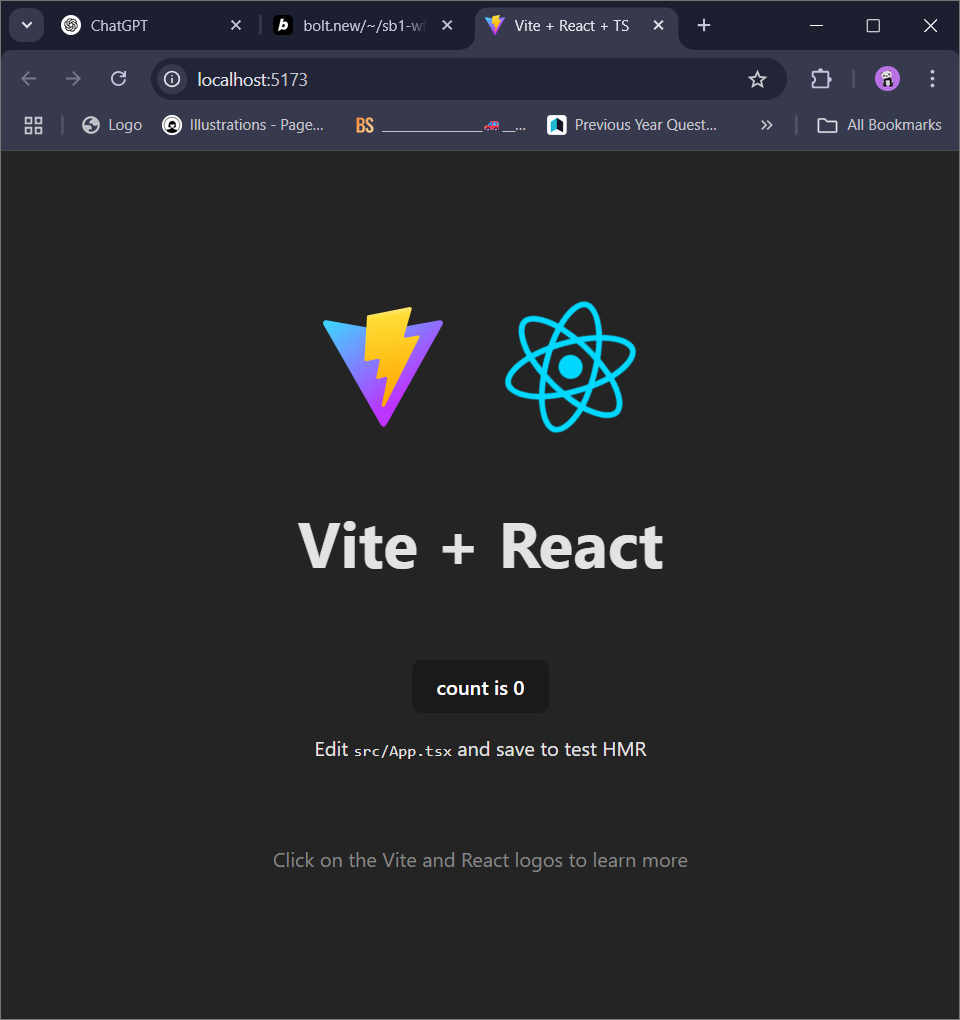 ChatGPT
bolt.new/~/sb1-w
Vite + React + TS
localhost:5173
Logo
Illustrations - Page...
BS ______________🚗__...
Previous Year Quest...
All Bookmarks
Vite + React
count is 0
Edit src/App.tsx and save to test HMR
Click on the Vite and React logos to learn more